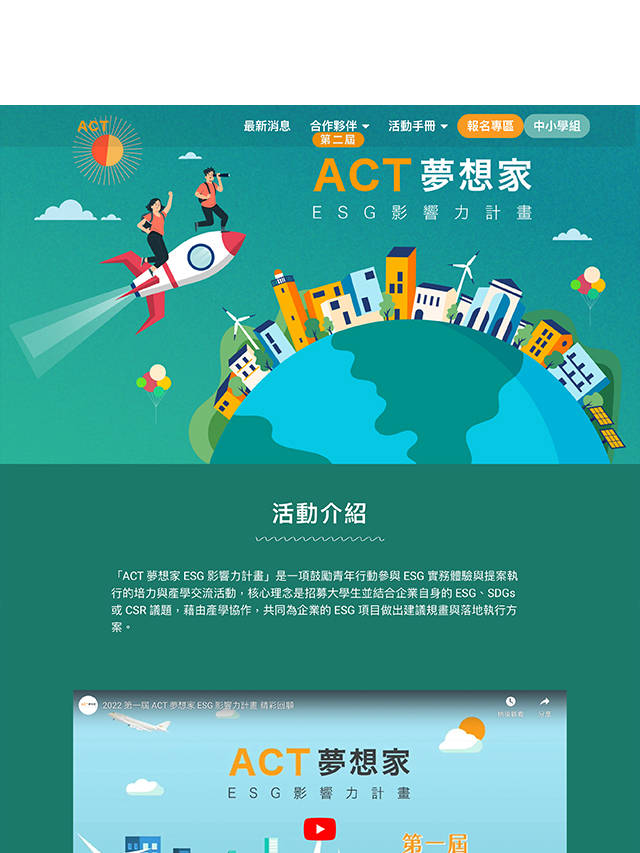 ACT
最新消息 合作夥伴 活動手冊 報名專區 中小學組
第二屆
ACT 夢想家
ESG影響力計畫
活動介紹
「ACT 夢想家 ESG 影響力計畫」是一項鼓勵青年行動參與 ESG 實務體驗與提案執
行的培力與產學交流活動，核心理念是招募大學生並結合企業自身的 ESG、SDGs
或 CSR 議題，藉由產學協作，共同為企業的 ESG 項目做出建議規畫與落地執行方
案。
2022 第一屆 ACT 夢想家 ESG 影響力計畫 精彩回顧
稍後觀看 分享
ACT 夢想家
ESG影響力計畫
第一屆